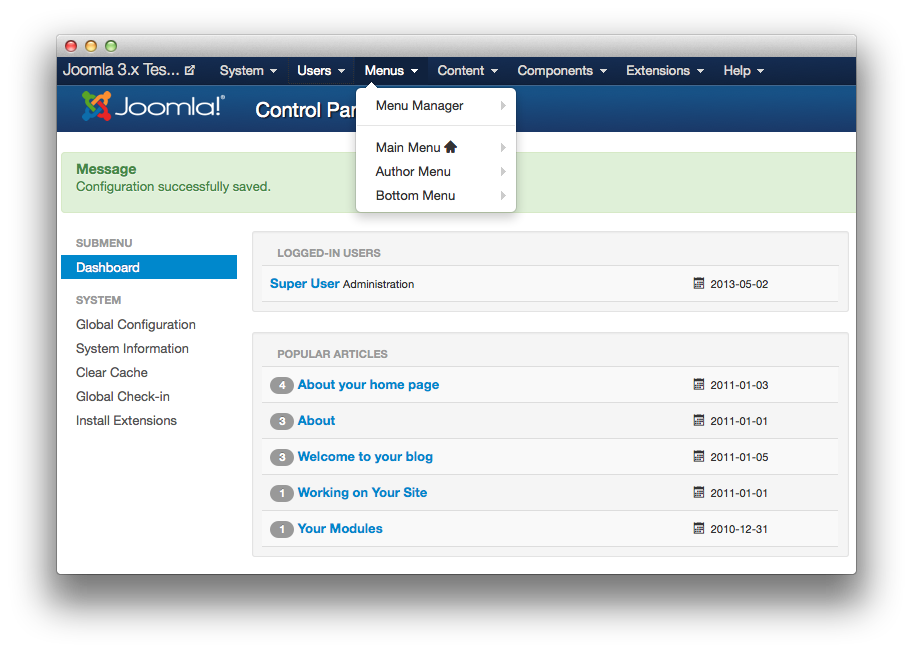 Joomla 3.x Tes... System Users Menus Content Components Extensions Help
Joomla!® Control Par
Menu Manager
Main Menu
Author Menu
Bottom Menu
Message
Configuration successfully saved.
SUBMENU
Dashboard
SYSTEM
Global Configuration
System Information
Clear Cache
Global Check-in
Install Extensions
LOGGED-IN USERS
Super User Administration 2013-05-02
POPULAR ARTICLES
4 About your home page 2011-01-03
3 About 2011-01-01
3 Welcome to your blog 2011-01-05
1 Working on Your Site 2011-01-01
1 Your Modules 2010-12-31